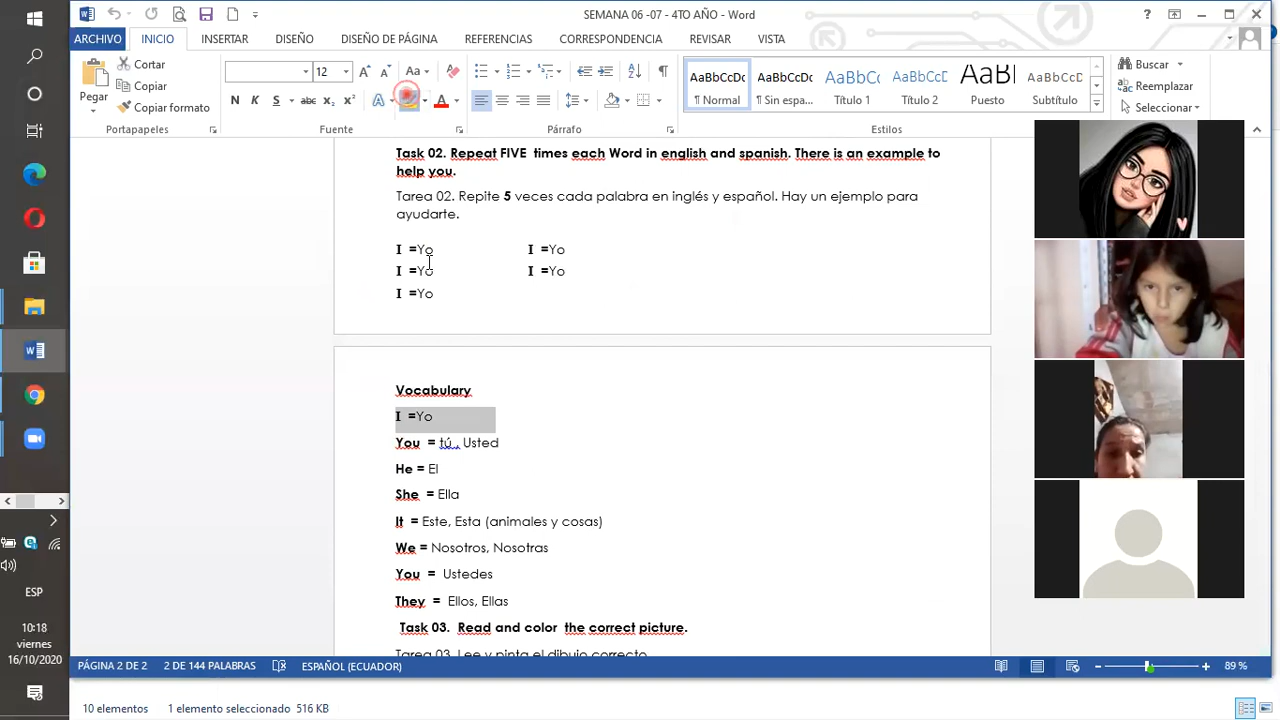 SEMANA 06 -07 - 4TO AÑO - Word
ARCHIVO INICIO INSERTAR DISEÑO DISEÑO DE PÁGINA REFERENCIAS CORRESPONDENCIA REVISAR VISTA
Pegar
Cortar
Copiar
Copiar formato
Portapapeles
12
Aa
N K S abc x₂ x²
A A
Fuente
Párrafo
AaBbCcDc AaBbCcDc AaBbCc AaBbCcD AaBl AaBbCcD
¶ Normal ¶ Sin espa... Título 1 Título 2 Puesto Subtítulo
Estilos
Buscar
Reemplazar
Seleccionar
Task 02. Repeat FIVE times each Word in english and spanish. There is an example to
help you.
Tarea 02. Repite 5 veces cada palabra en inglés y español. Hay un ejemplo para
ayudarte.
I =Yo I =Yo
I =Yo I =Yo
I =Yo
Vocabulary
I =Yo
You = tú , Usted
He = El
She = Ella
It = Este, Esta (animales y cosas)
We = Nosotros, Nosotras
You = Ustedes
They = Ellos, Ellas
Task 03. Read and color the correct picture.
Tarea 03. Lee y pinta el dibujo correcto
PÁGINA 2 DE 2 2 DE 144 PALABRAS ESPAÑOL (ECUADOR) 89 %
10 elementos 1 elemento seleccionado 516 KB
ESP
10:18
viernes
16/10/2020